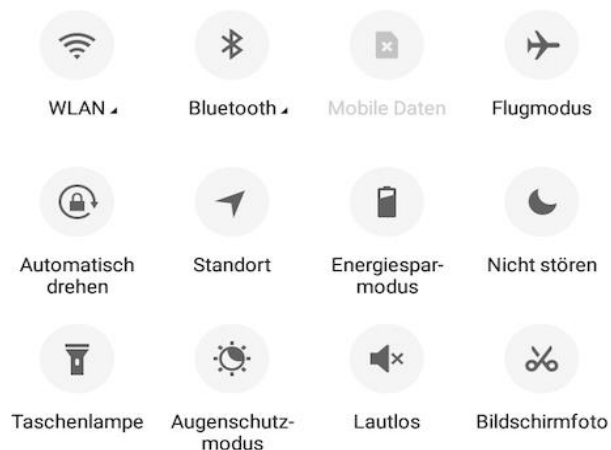 WLAN
Bluetooth
Mobile Daten
Flugmodus
Automatisch
drehen
Standort
Energiespar-
modus
Nicht stören
Taschenlampe
Augenschutz-
modus
Lautlos
Bildschirmfoto